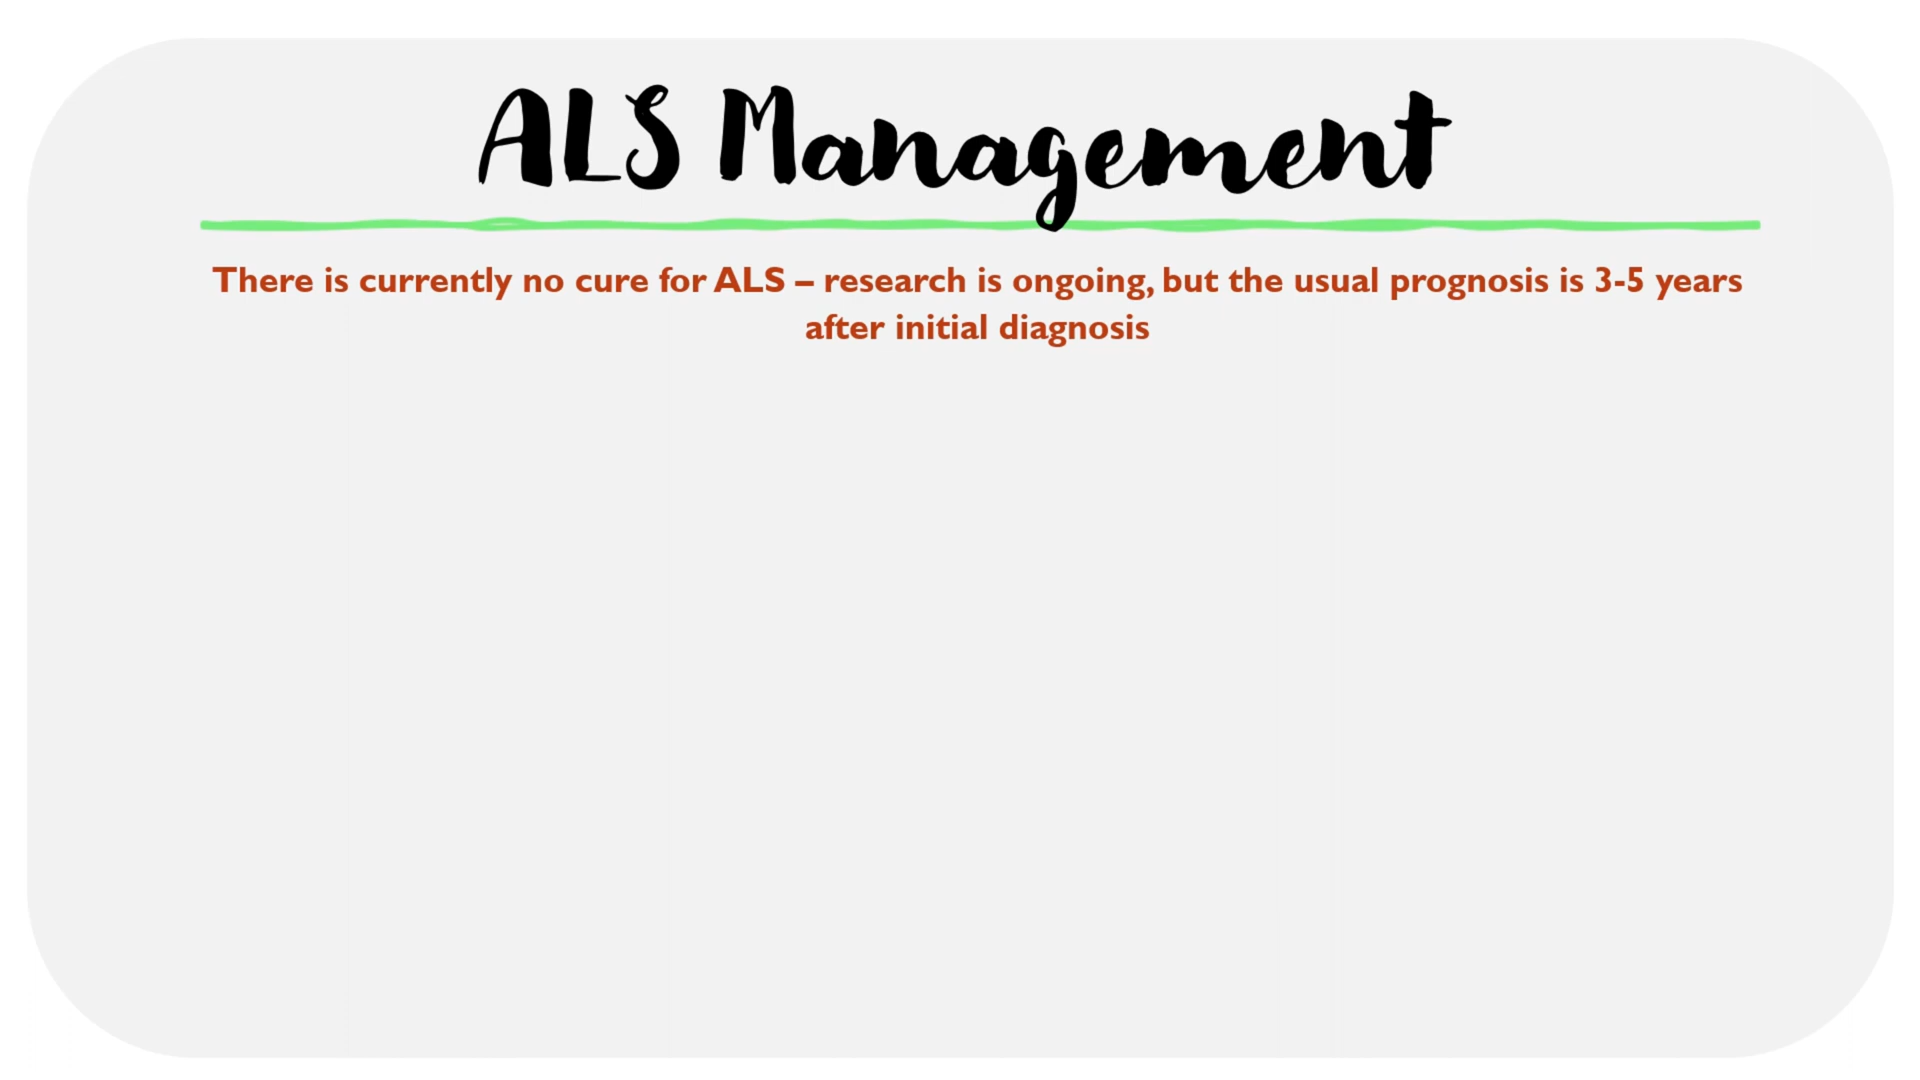 ALS Management
There is currently no cure for ALS – research is ongoing, but the usual prognosis is 3-5 years
after initial diagnosis